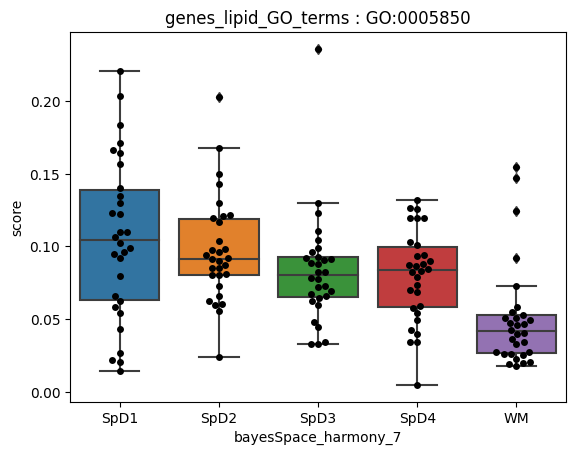 genes_lipid_GO_terms : GO:0005850
score
0.20
0.15
0.10
0.05
0.00
SpD1 SpD2 SpD3 SpD4 WM
bayesSpace_harmony_7